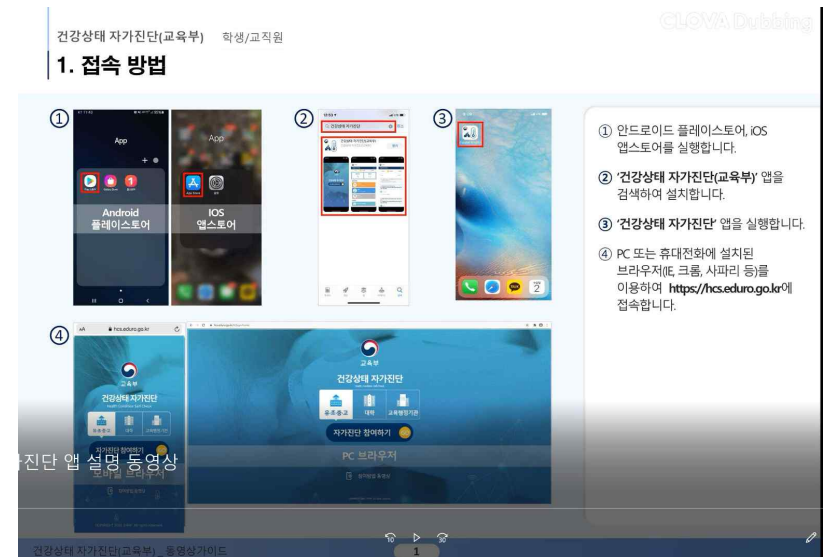 CLOVA Dubbing
건강상태 자가진단(교육부) 학생/교직원
1. 접속 방법
①
②
③
App
App
Android
플레이스토어
IOS
앱스토어
건강상태 자가진단
① 안드로이드 플레이스토어, iOS
앱스토어를 실행합니다.
② '건강상태 자가진단(교육부)' 앱을
검색하여 설치합니다.
③ '건강상태 자가진단' 앱을 실행합니다.
④ PC 또는 휴대전화에 설치된
브라우저(IE, 크롬, 사파리 등)를
이용하여 https://hcs.eduro.go.kr에
접속합니다.
④
hcs.eduro.go.kr
교육부
건강상태 자가진단
유·초·중·고
자가진단 참여하기
모바일 브라우저
교육부
건강상태 자가진단
유·초·중·고 대학 교육행정기관
자가진단 참여하기
PC 브라우저
가진단 앱 설명 동영상
10
30
1
건강상태 자가진단(교육부) _ 동영상가이드